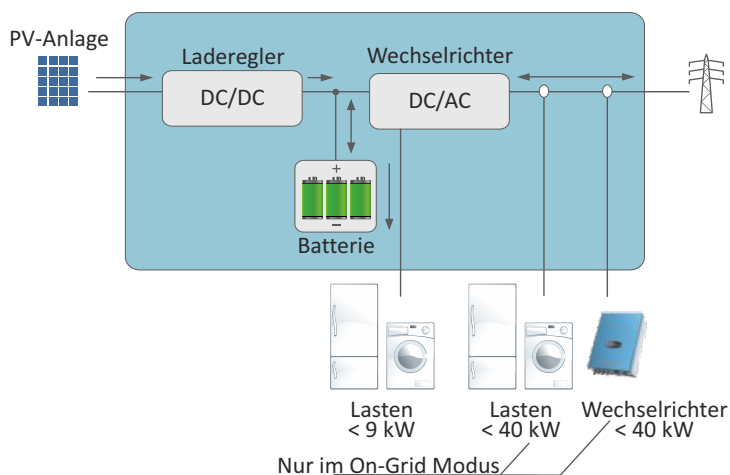 PV-Anlage
Laderegler
Wechselrichter
DC/DC
DC/AC
+
–
Batterie
Lasten
< 9 kW
Lasten
< 40 kW
Wechselrichter
< 40 kW
Nur im On-Grid Modus